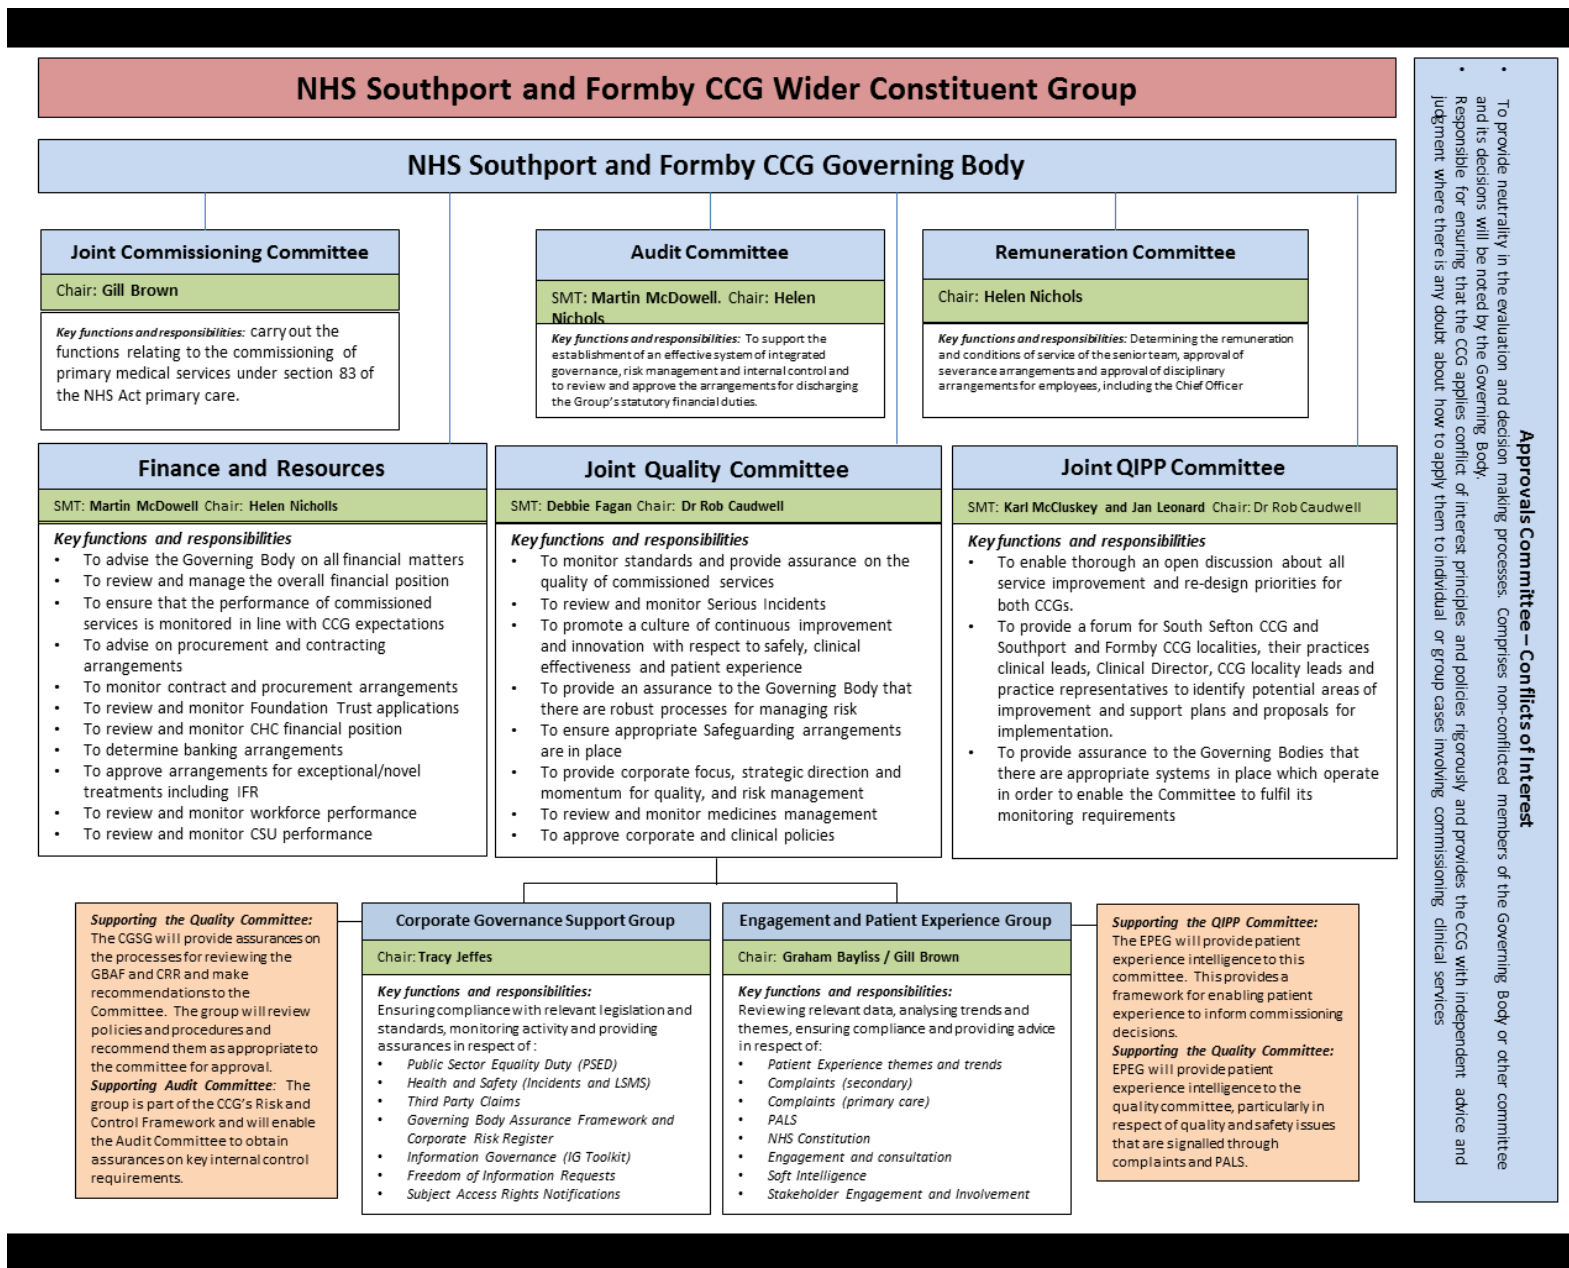 NHS Southport and Formby CCG Wider Constituent Group
NHS Southport and Formby CCG Governing Body
Joint Commissioning Committee
Chair: Gill Brown
Key functions and responsibilities: carry out the
functions relating to the commissioning of
primary medical services under section 83 of
the NHS Act primary care.
Audit Committee
SMT: Martin McDowell. Chair: Helen
Nichols
Key functions and responsibilities: To support the
establishment of an effective system of integrated
governance, risk management and internal control and
to review and approve the arrangements for discharging
the Group's statutory financial duties.
Remuneration Committee
Chair: Helen Nichols
Key functions and responsibilities: Determining the remuneration
and conditions of service of the senior team, approval of
severance arrangements and approval of disciplinary
arrangements for employees, including the Chief Officer
Finance and Resources
SMT: Martin McDowell Chair: Helen Nicholls
Key functions and responsibilities
• To advise the Governing Body on all financial matters
• To review and manage the overall financial position
• To ensure that the performance of commissioned
services is monitored in line with CCG expectations
• To advise on procurement and contracting
arrangements
• To monitor contract and procurement arrangements
• To review and monitor Foundation Trust applications
• To review and monitor CHC financial position
• To determine banking arrangements
• To approve arrangements for exceptional/novel
treatments including IFR
• To review and monitor workforce performance
• To review and monitor CSU performance
Joint Quality Committee
SMT: Debbie Fagan Chair: Dr Rob Caudwell
Key functions and responsibilities
• To monitor standards and provide assurance on the
quality of commissioned services
• To review and monitor Serious Incidents
• To promote a culture of continuous improvement
and innovation with respect to safely, clinical
effectiveness and patient experience
• To provide an assurance to the Governing Body that
there are robust processes for managing risk
• To ensure appropriate Safeguarding arrangements
are in place
• To provide corporate focus, strategic direction and
momentum for quality, and risk management
• To review and monitor medicines management
• To approve corporate and clinical policies
Joint QIPP Committee
SMT: Karl McCluskey and Jan Leonard Chair: Dr Rob Caudwell
Key functions and responsibilities
• To enable thorough an open discussion about all
service improvement and re-design priorities for
both CCGs.
• To provide a forum for South Sefton CCG and
Southport and Formby CCG localities, their practices
clinical leads, Clinical Director, CCG locality leads and
practice representatives to identify potential areas of
improvement and support plans and proposals for
implementation.
• To provide assurance to the Governing Bodies that
there are appropriate systems in place which operate
in order to enable the Committee to fulfil its
monitoring requirements
Supporting the Quality Committee:
The CGSG will provide assurances on
the processes for reviewing the
GBAF and CRR and make
recommendations to the
Committee. The group will review
policies and procedures and
recommend them as appropriate to
the committee for approval.
Supporting Audit Committee: The
group is part of the CCG's Risk and
Control Framework and will enable
the Audit Committee to obtain
assurances on key internal control
requirements.
Corporate Governance Support Group
Chair: Tracy Jeffes
Key functions and responsibilities:
Ensuring compliance with relevant legislation and
standards, monitoring activity and providing
assurances in respect of :
• Public Sector Equality Duty (PSED)
• Health and Safety (Incidents and LSMS)
• Third Party Claims
• Governing Body Assurance Framework and
Corporate Risk Register
• Information Governance (IG Toolkit)
• Freedom of Information Requests
• Subject Access Rights Notifications
Engagement and Patient Experience Group
Chair: Graham Bayliss / Gill Brown
Key functions and responsibilities:
Reviewing relevant data, analysing trends and
themes, ensuring compliance and providing advice
in respect of:
• Patient Experience themes and trends
• Complaints (secondary)
• Complaints (primary care)
• PALS
• NHS Constitution
• Engagement and consultation
• Soft Intelligence
• Stakeholder Engagement and Involvement
Supporting the QIPP Committee:
The EPEG will provide patient
experience intelligence to this
committee. This provides a
framework for enabling patient
experience to inform commissioning
decisions.
Supporting the Quality Committee:
EPEG will provide patient
experience intelligence to the
quality committee, particularly in
respect of quality and safety issues
that are signalled through
complaints and PALS.
Approvals Committee – Conflicts of Interest
• To provide neutrality in the evaluation and decision making processes. Comprises non-conflicted members of the Governing Body or other committee
and its decisions will be noted by the Governing Body.
• Responsible for ensuring that the CCG applies conflict of interest principles and policies rigorously and provides the CCG with independent advice and
judgment where there is any doubt about how to apply them to individual or group cases involving commissioning clinical services